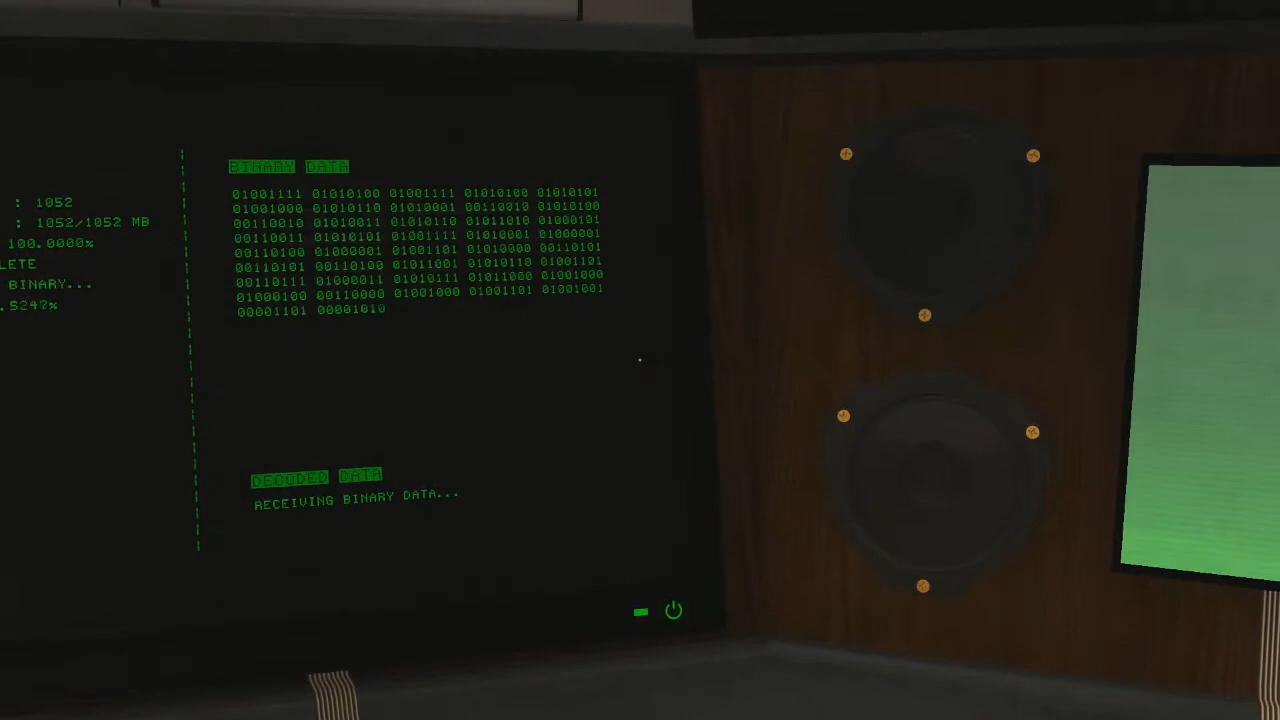 : 1052
: 1052/1052 MB
100.0000%
LETE
BINARY...
.5247%
BINARY DATA
01001111 01010100 01001111 01010100 01010101
01001000 01010110 01010001 00110010 01010100
00110010 01010011 01010110 01011010 01000101
00110011 01010101 01001111 01010001 01000001
00110100 01000001 01001101 01010000 00110101
00110101 00110100 01011001 01010110 01001101
00110111 01000011 01010111 01011000 01001000
01000100 00110000 01001000 01001101 01001001
00001101 00001010
DECODED DATA
RECEIVING BINARY DATA...